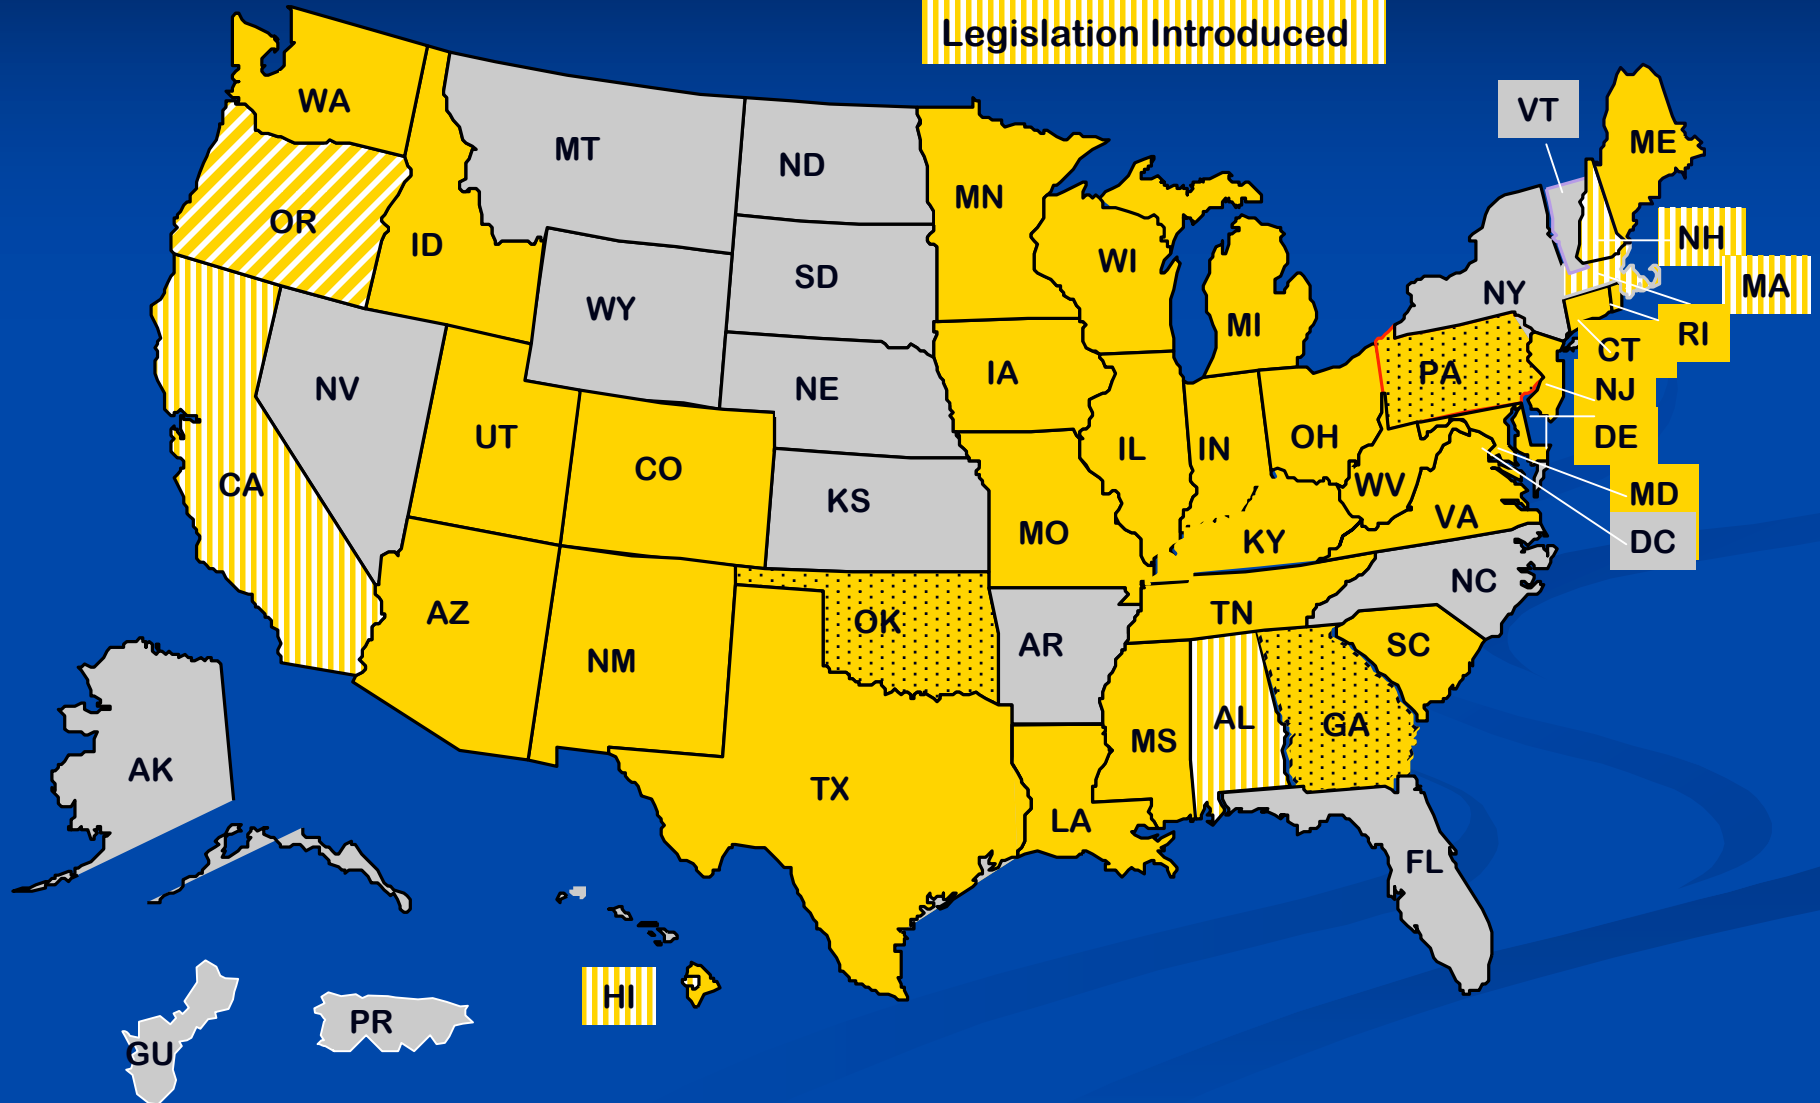 Legislation Introduced
WA
MT
ND
MN
VT
ME
OR
ID
WI
NH
SD
MA
WY
NY
MI
RI
CT
IA
PA
NV
NE
NJ
UT
OH
DE
IL
IN
CO
CA
WV
MD
KS
VA
MO
KY
DC
NC
AZ
TN
OK
AR
SC
NM
AL
GA
MS
AK
TX
LA
FL
HI
PR
GU